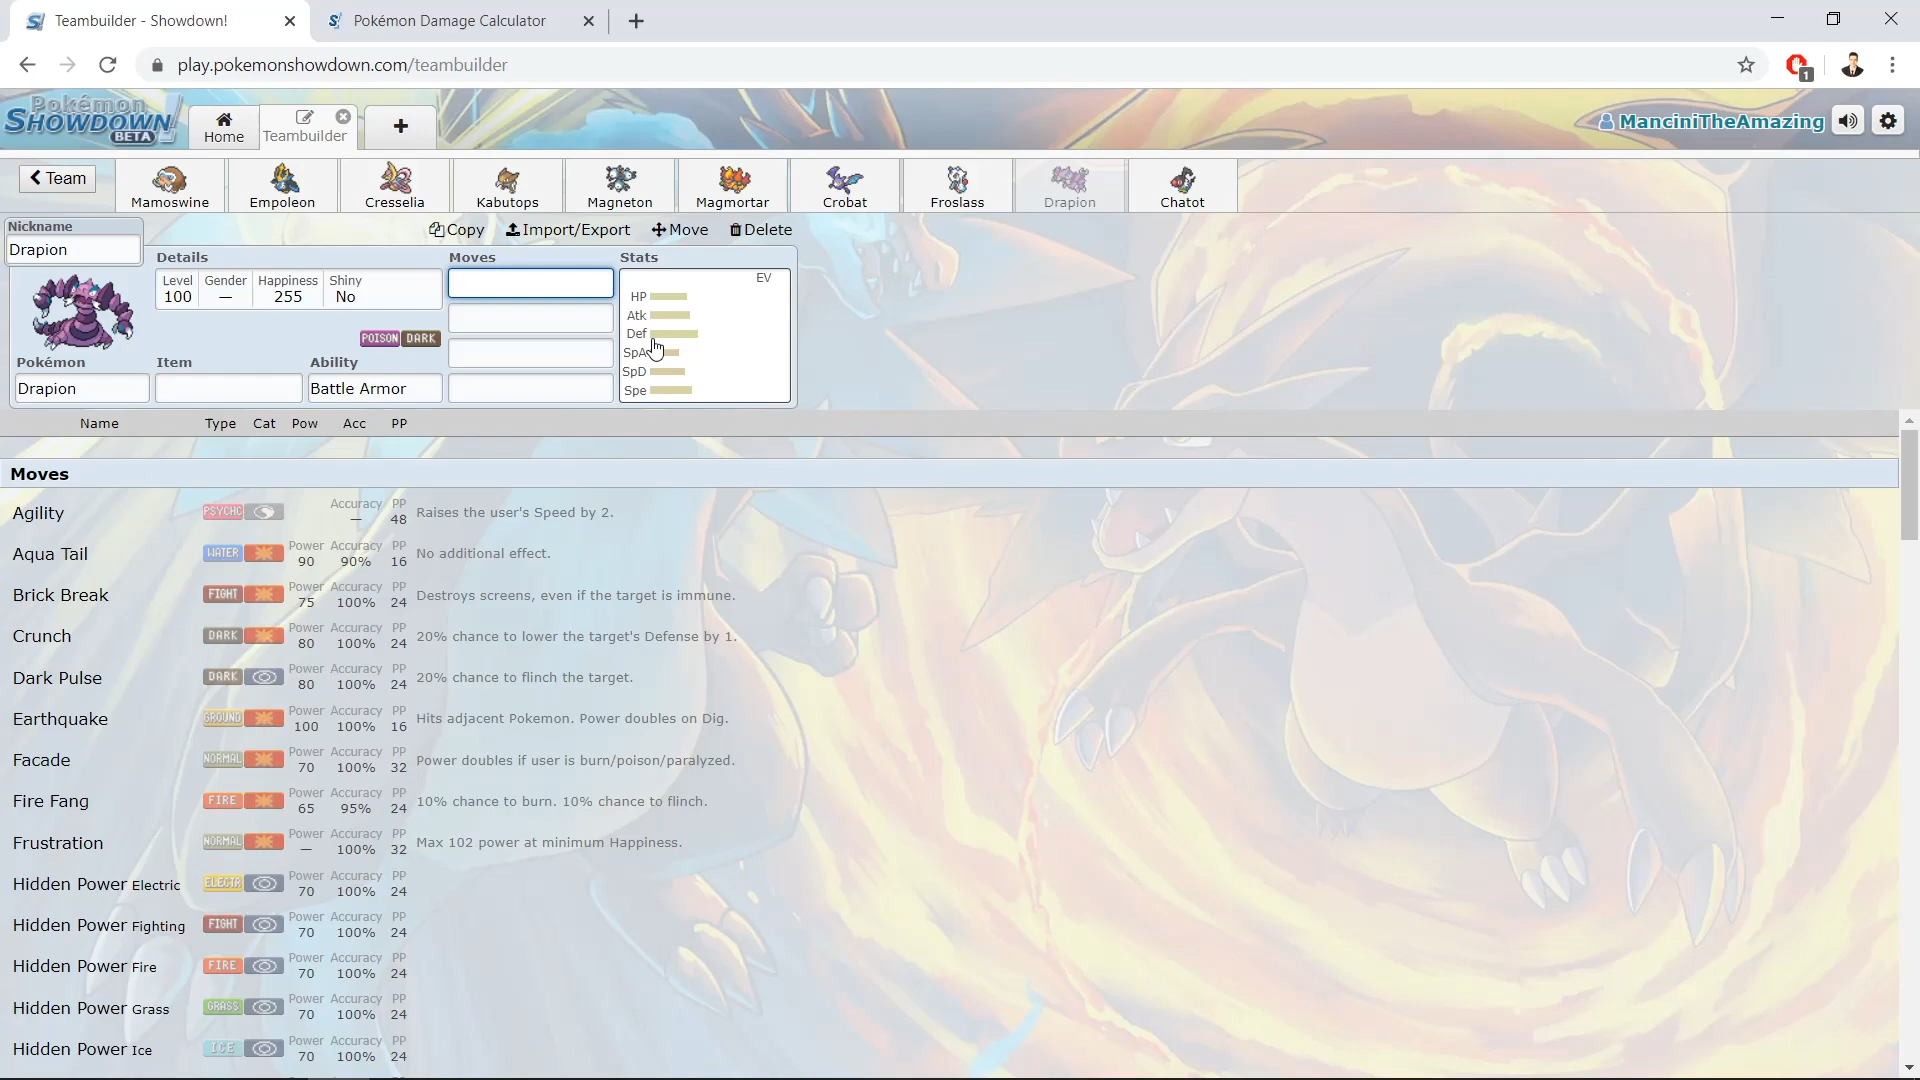 Teambuilder - Showdown!
Pokémon Damage Calculator
play.pokemonshowdown.com/teambuilder
1
Pokémon
SHOWDOWN
BETA
Home
Teambuilder
ManciniTheAmazing
Team
Mamoswine
Empoleon
Cresselia
Kabutops
Magneton
Magmortar
Crobat
Froslass
Drapion
Chatot
Nickname
Drapion
Copy
Import/Export
Move
Delete
Details
Moves
Stats
Level
Gender
Happiness
Shiny
100
—
255
No
EV
HP
Atk
Def
SpA
SpD
Spe
POISON DARK
Pokémon
Item
Ability
Drapion
Battle Armor
Name Type Cat Pow Acc PP
Moves
Agility PSYCHC Accuracy — PP 48 Raises the user's Speed by 2.
Aqua Tail WATER Power 90 Accuracy 90% PP 16 No additional effect.
Brick Break FIGHT Power 75 Accuracy 100% PP 24 Destroys screens, even if the target is immune.
Crunch DARK Power 80 Accuracy 100% PP 24 20% chance to lower the target's Defense by 1.
Dark Pulse DARK Power 80 Accuracy 100% PP 24 20% chance to flinch the target.
Earthquake GROUND Power 100 Accuracy 100% PP 16 Hits adjacent Pokemon. Power doubles on Dig.
Facade NORMAL Power 70 Accuracy 100% PP 32 Power doubles if user is burn/poison/paralyzed.
Fire Fang FIRE Power 65 Accuracy 95% PP 24 10% chance to burn. 10% chance to flinch.
Frustration NORMAL Power — Accuracy 100% PP 32 Max 102 power at minimum Happiness.
Hidden Power Electric ELECTR Power 70 Accuracy 100% PP 24
Hidden Power Fighting FIGHT Power 70 Accuracy 100% PP 24
Hidden Power Fire FIRE Power 70 Accuracy 100% PP 24
Hidden Power Grass GRASS Power 70 Accuracy 100% PP 24
Hidden Power Ice ICE Power 70 Accuracy 100% PP 24